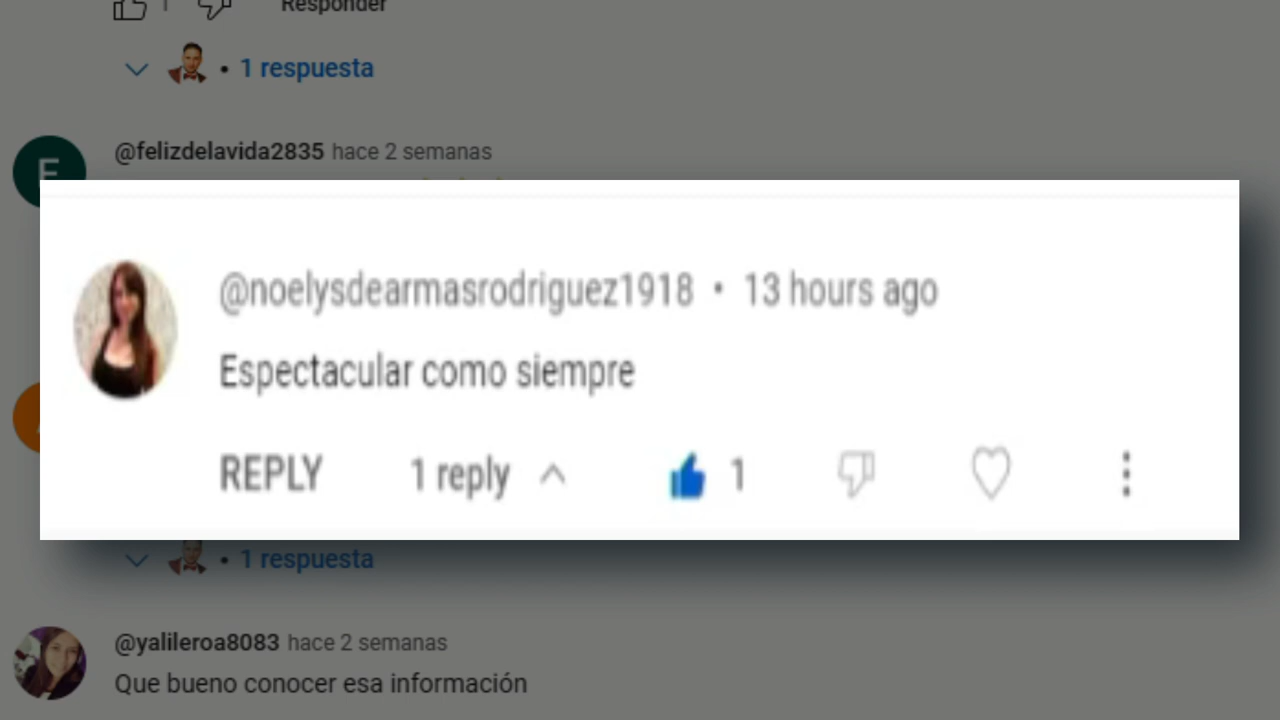 1 Responder
• 1 respuesta
@felizdelavida2835 hace 2 semanas
@noelysdearmasrodriguez1918 • 13 hours ago
Espectacular como siempre
REPLY 1 reply 1
• 1 respuesta
@yalileroa8083 hace 2 semanas
Que bueno conocer esa información